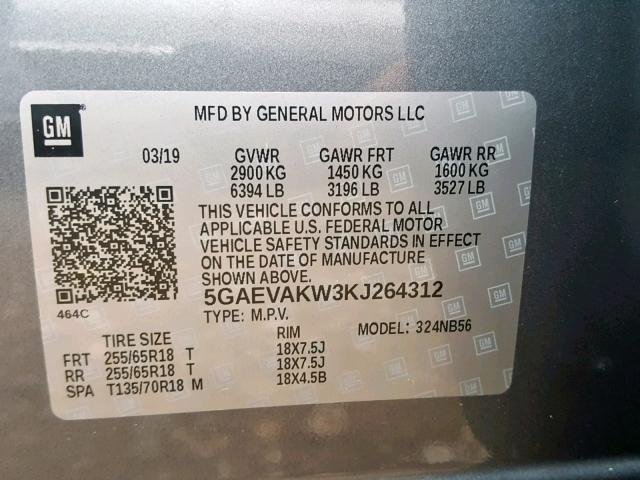 GM
MFD BY GENERAL MOTORS LLC
03/19 GVWR GAWR FRT GAWR RR
2900 KG 1450 KG 1600 KG
6394 LB 3196 LB 3527 LB
THIS VEHICLE CONFORMS TO ALL
APPLICABLE U.S. FEDERAL MOTOR
VEHICLE SAFETY STANDARDS IN EFFECT
ON THE DATE OF MANUFACTURE
SHOWN ABOVE.
464C
5GAEVAKW3KJ264312
TYPE: M.P.V. MODEL: 324NB56
TIRE SIZE RIM
FRT 255/65R18 T 18X7.5J
RR 255/65R18 T 18X7.5J
SPA T135/70R18 M 18X4.5B